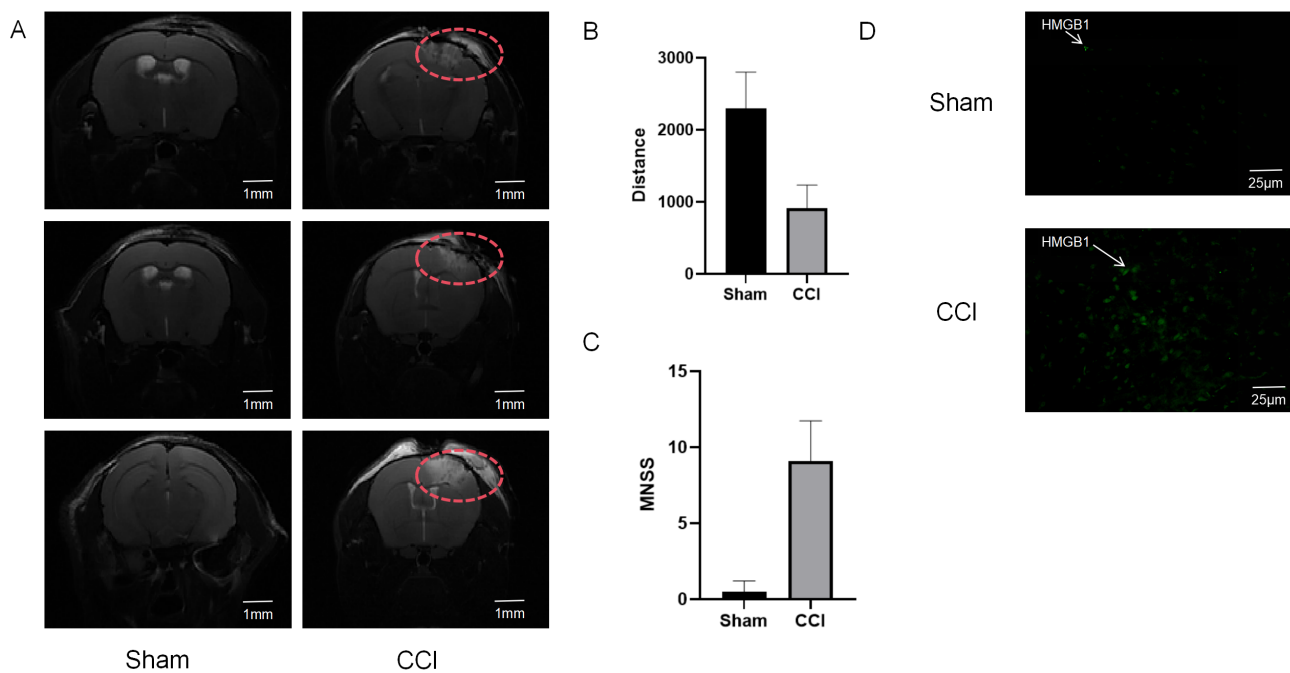 A
1mm
1mm
1mm
1mm
1mm
1mm
Sham
CCI
B
Distance
3000
2000
1000
0
Sham
CCI
C
MNSS
15
10
5
0
Sham
CCI
D
Sham
HMGB1
25μm
CCI
HMGB1
25μm